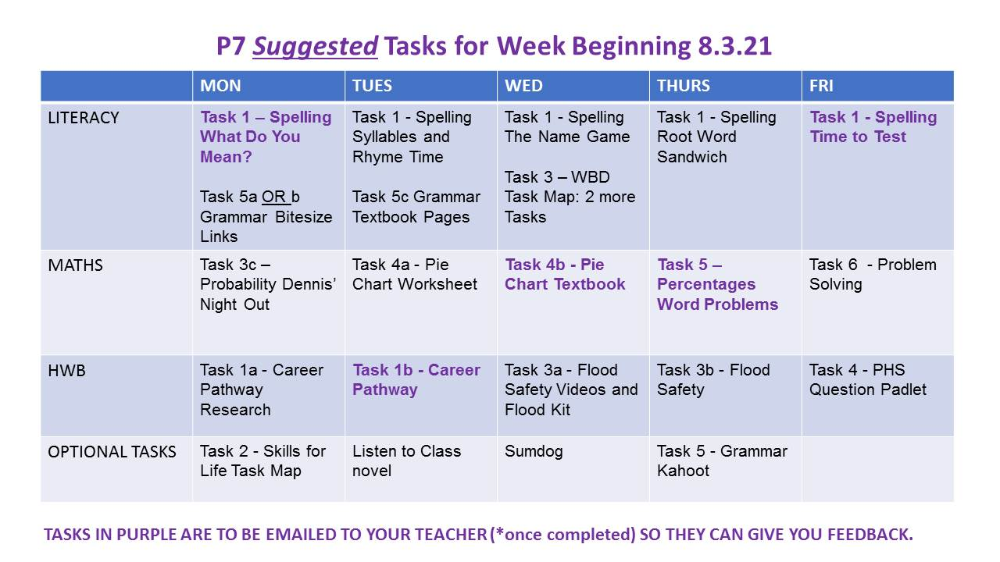 P7 Suggested Tasks for Week Beginning 8.3.21
MON
TUES
WED
THURS
FRI
LITERACY
Task 1 – Spelling
What Do You
Mean?
Task 5a OR b
Grammar Bitesize
Links
Task 1 - Spelling
Syllables and
Rhyme Time
Task 5c Grammar
Textbook Pages
Task 1 - Spelling
The Name Game
Task 3 – WBD
Task Map: 2 more
Tasks
Task 1 - Spelling
Root Word
Sandwich
Task 1 - Spelling
Time to Test
MATHS
Task 3c –
Probability Dennis’
Night Out
Task 4a - Pie
Chart Worksheet
Task 4b - Pie
Chart Textbook
Task 5 –
Percentages
Word Problems
Task 6 - Problem
Solving
HWB
Task 1a - Career
Pathway
Research
Task 1b - Career
Pathway
Task 3a - Flood
Safety Videos and
Flood Kit
Task 3b - Flood
Safety
Task 4 - PHS
Question Padlet
OPTIONAL TASKS
Task 2 - Skills for
Life Task Map
Listen to Class
novel
Sumdog
Task 5 - Grammar
Kahoot
TASKS IN PURPLE ARE TO BE EMAILED TO YOUR TEACHER (*once completed) SO THEY CAN GIVE YOU FEEDBACK.